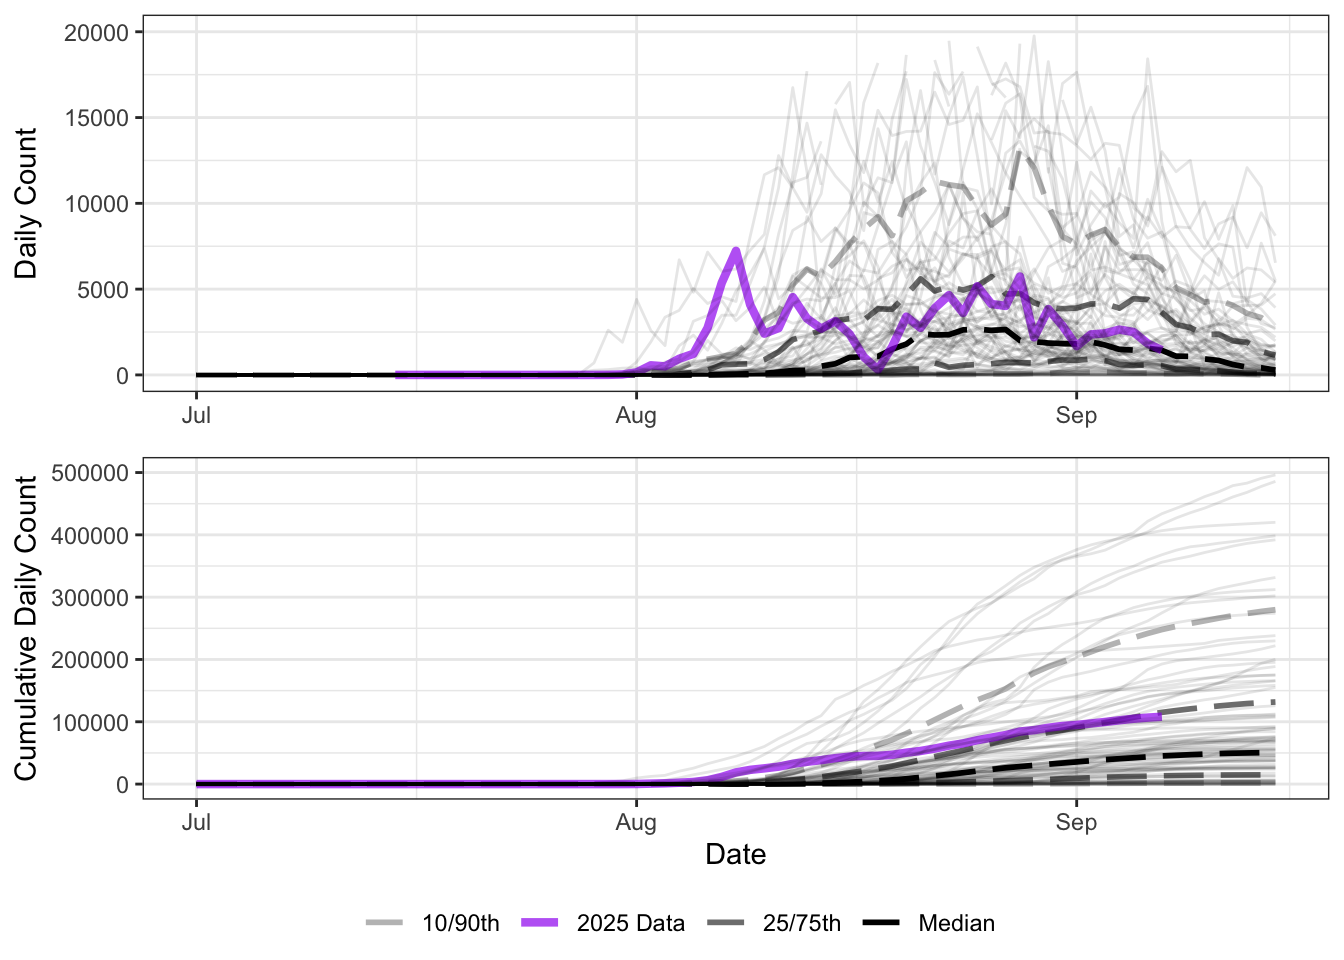 20000
15000
10000
5000
0
Daily Count
Jul Aug Sep
500000
400000
300000
200000
100000
0
Cumulative Daily Count
Jul Aug Sep
Date
10/90th 2025 Data 25/75th Median